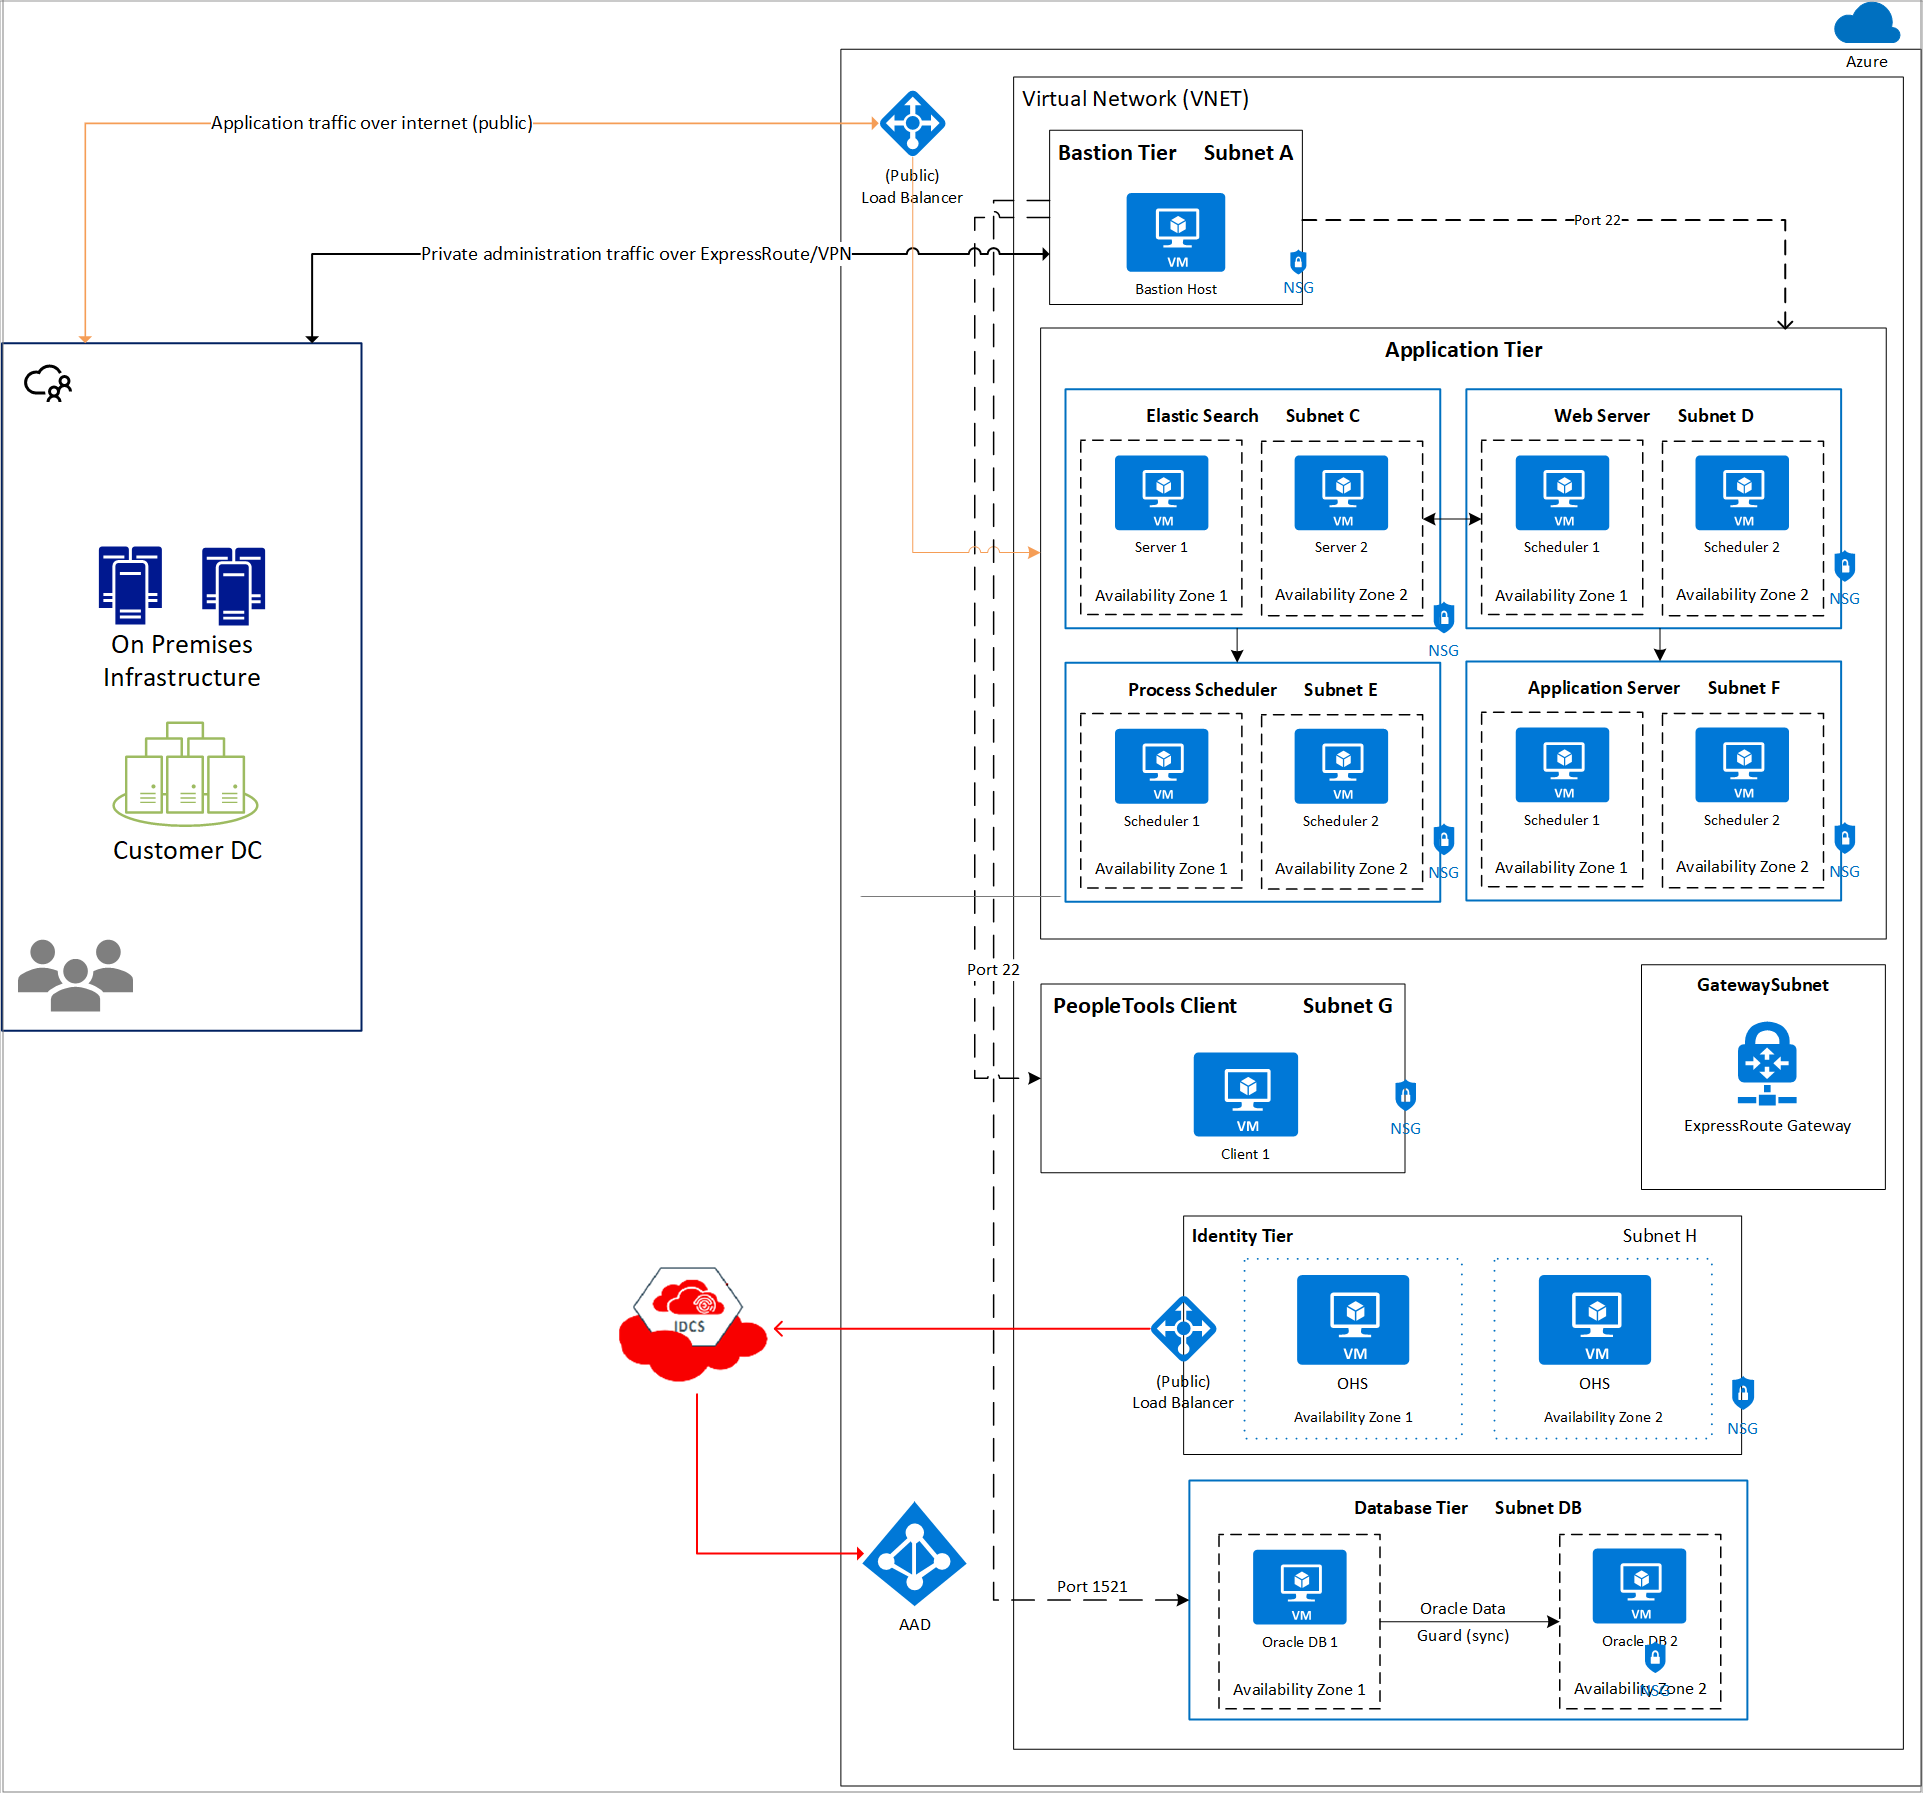 Azure
Virtual Network (VNET)
Application traffic over internet (public)
(Public)
Load Balancer
Bastion Tier Subnet A
VM
Bastion Host
NSG
Port 22
Private administration traffic over ExpressRoute/VPN
Application Tier
Elastic Search Subnet C
VM
Server 1
Availability Zone 1
VM
Server 2
Availability Zone 2
NSG
Web Server Subnet D
VM
Scheduler 1
Availability Zone 1
VM
Scheduler 2
Availability Zone 2
NSG
Process Scheduler Subnet E
VM
Scheduler 1
Availability Zone 1
VM
Scheduler 2
Availability Zone 2
NSG
Application Server Subnet F
VM
Scheduler 1
Availability Zone 1
VM
Scheduler 2
Availability Zone 2
NSG
On Premises
Infrastructure
Customer DC
Port 22
PeopleTools Client Subnet G
VM
Client 1
NSG
GatewaySubnet
ExpressRoute Gateway
Identity Tier Subnet H
VM
OHS
Availability Zone 1
VM
OHS
Availability Zone 2
NSG
(Public)
Load Balancer
IDCS
AAD
Port 1521
Database Tier Subnet DB
VM
Oracle DB 1
Availability Zone 1
Oracle Data
Guard (sync)
VM
Oracle DB 2
Availability Zone 2
NSG